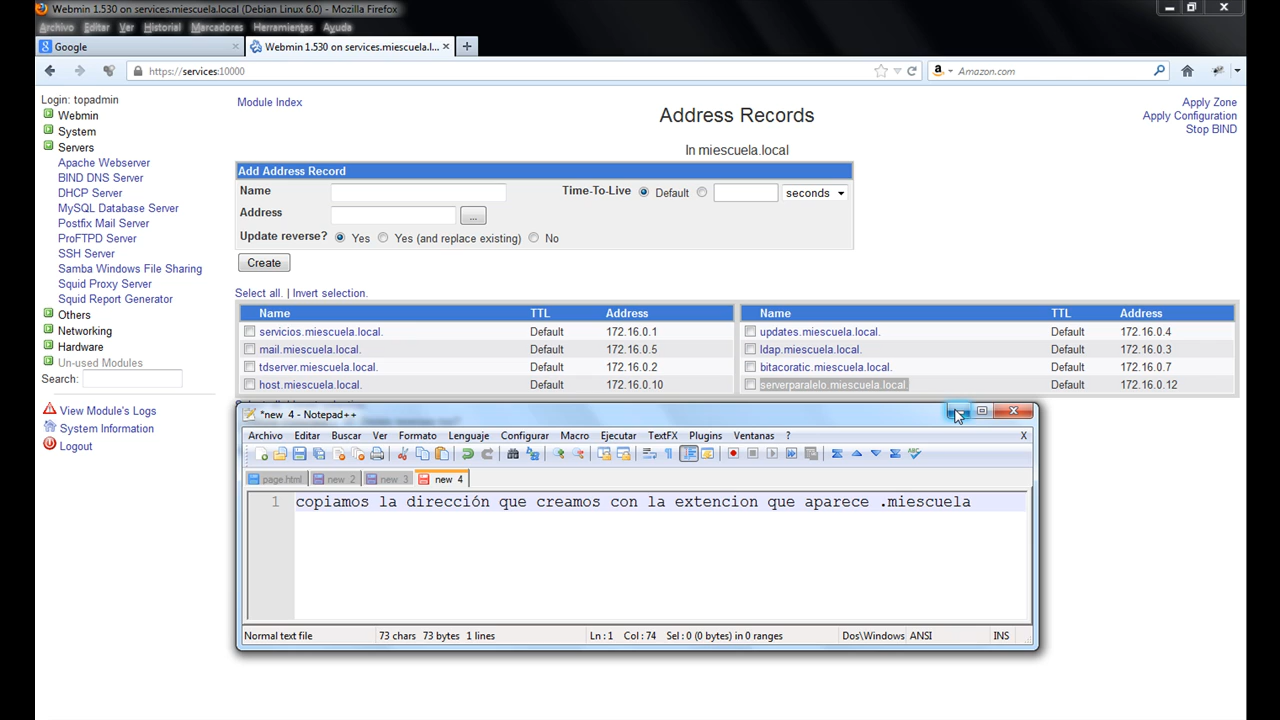 Webmin 1.530 on services.miescuela.local (Debian Linux 6.0) - Mozilla Firefox
Archivo Editar Ver Historial Marcadores Herramientas Ayuda
Google
Webmin 1.530 on services.miescuela.l...
https://services:10000
Amazon.com
Login: topadmin
Webmin
System
Servers
Apache Webserver
BIND DNS Server
DHCP Server
MySQL Database Server
Postfix Mail Server
ProFTPD Server
SSH Server
Samba Windows File Sharing
Squid Proxy Server
Squid Report Generator
Others
Networking
Hardware
Un-used Modules
Search:
View Module's Logs
System Information
Logout
Module Index
Address Records
In miescuela.local
Apply Zone
Apply Configuration
Stop BIND
Add Address Record
Name
Time-To-Live Default seconds
Address ...
Update reverse? Yes Yes (and replace existing) No
Create
Select all. | Invert selection.
Name TTL Address Name TTL Address
servicios.miescuela.local. Default 172.16.0.1 updates.miescuela.local. Default 172.16.0.4
mail.miescuela.local. Default 172.16.0.5 ldap.miescuela.local. Default 172.16.0.3
tdserver.miescuela.local. Default 172.16.0.2 bitacoratic.miescuela.local. Default 172.16.0.7
host.miescuela.local. Default 172.16.0.10 serverparalelo.miescuela.local. Default 172.16.0.12
*new 4 - Notepad++
Archivo Editar Buscar Ver Formato Lenguaje Configurar Macro Ejecutar TextFX Plugins Ventanas ? X
page.html new 2 new 3 new 4
1 copiamos la dirección que creamos con la extencion que aparece .miescuela
Normal text file 73 chars 73 bytes 1 lines Ln : 1 Col : 74 Sel : 0 (0 bytes) in 0 ranges Dos\Windows ANSI INS